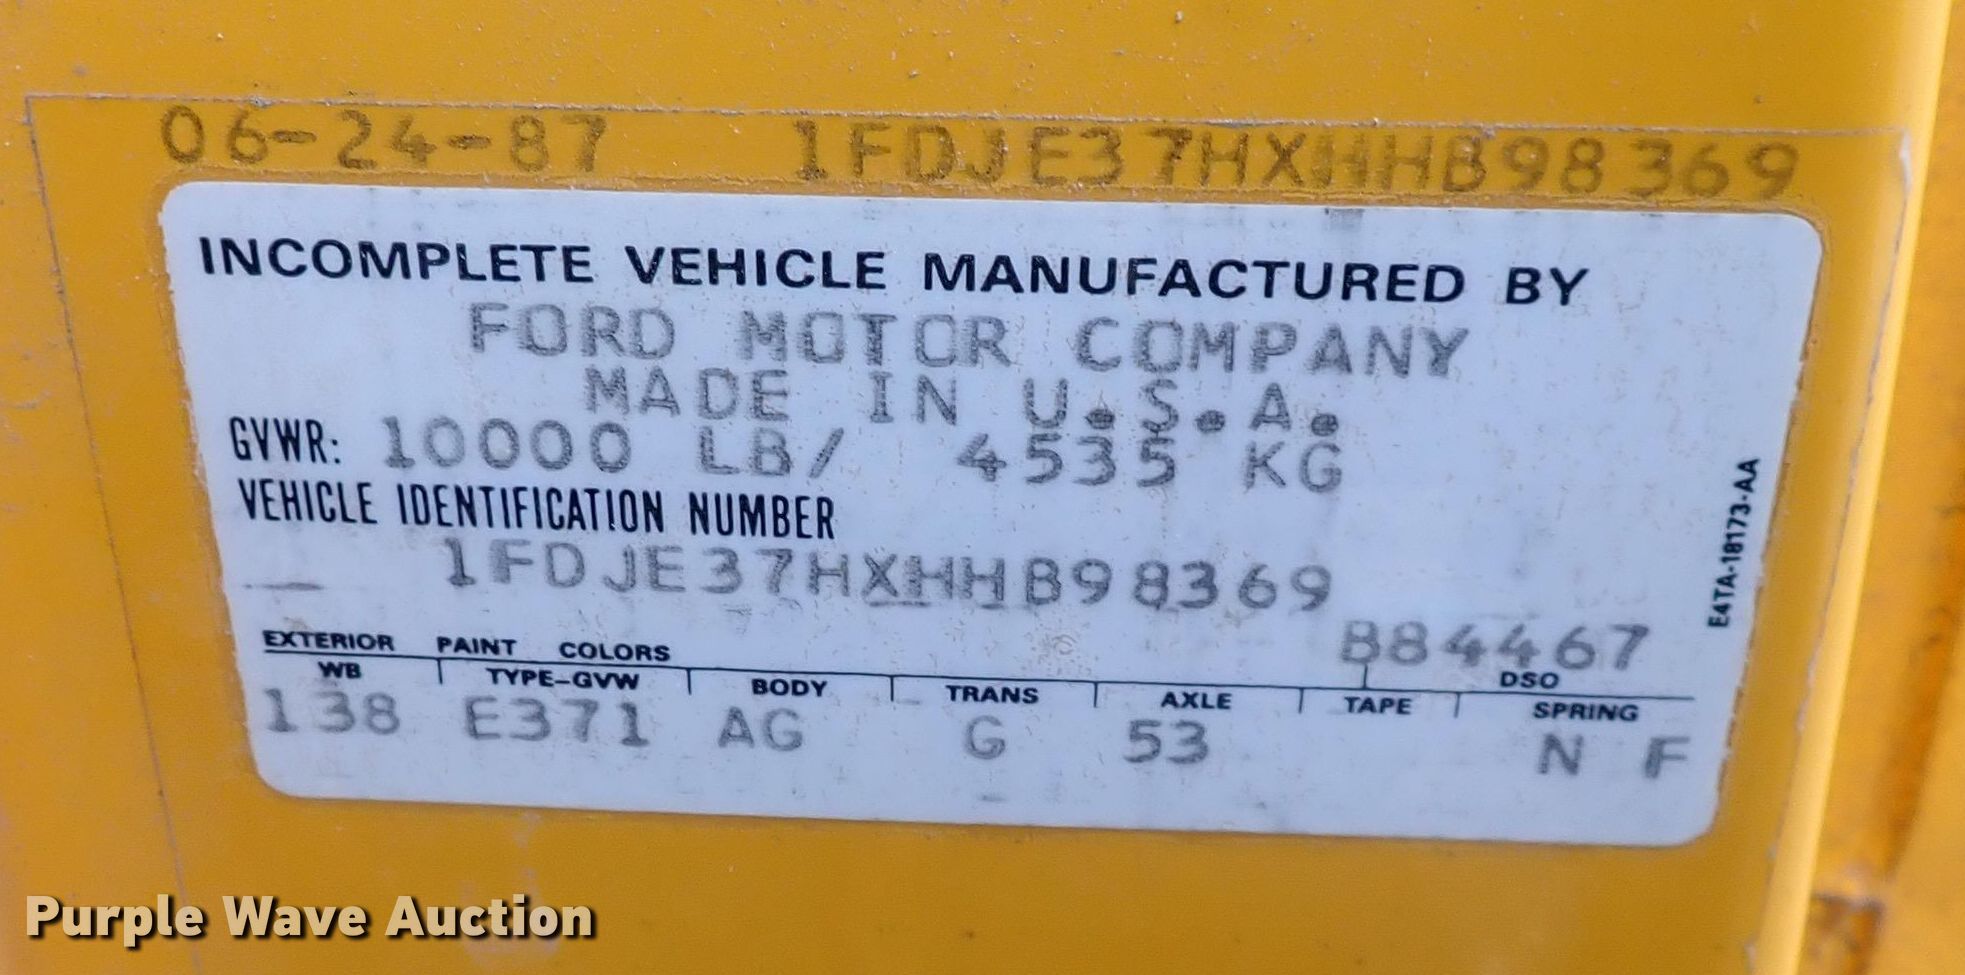 06-24-87 1FDJE37HXHHB98369
INCOMPLETE VEHICLE MANUFACTURED BY
FORD MOTOR COMPANY
MADE IN U.S.A.
GVWR: 10000 LB/ 4535 KG
VEHICLE IDENTIFICATION NUMBER
1FDJE37HXHHB98369
E4TA-18173-AA
EXTERIOR PAINT COLORS B84467
DSO
WB TYPE-GVW BODY TRANS AXLE TAPE SPRING
138 E371 AG G 53 N F
Purple Wave Auction